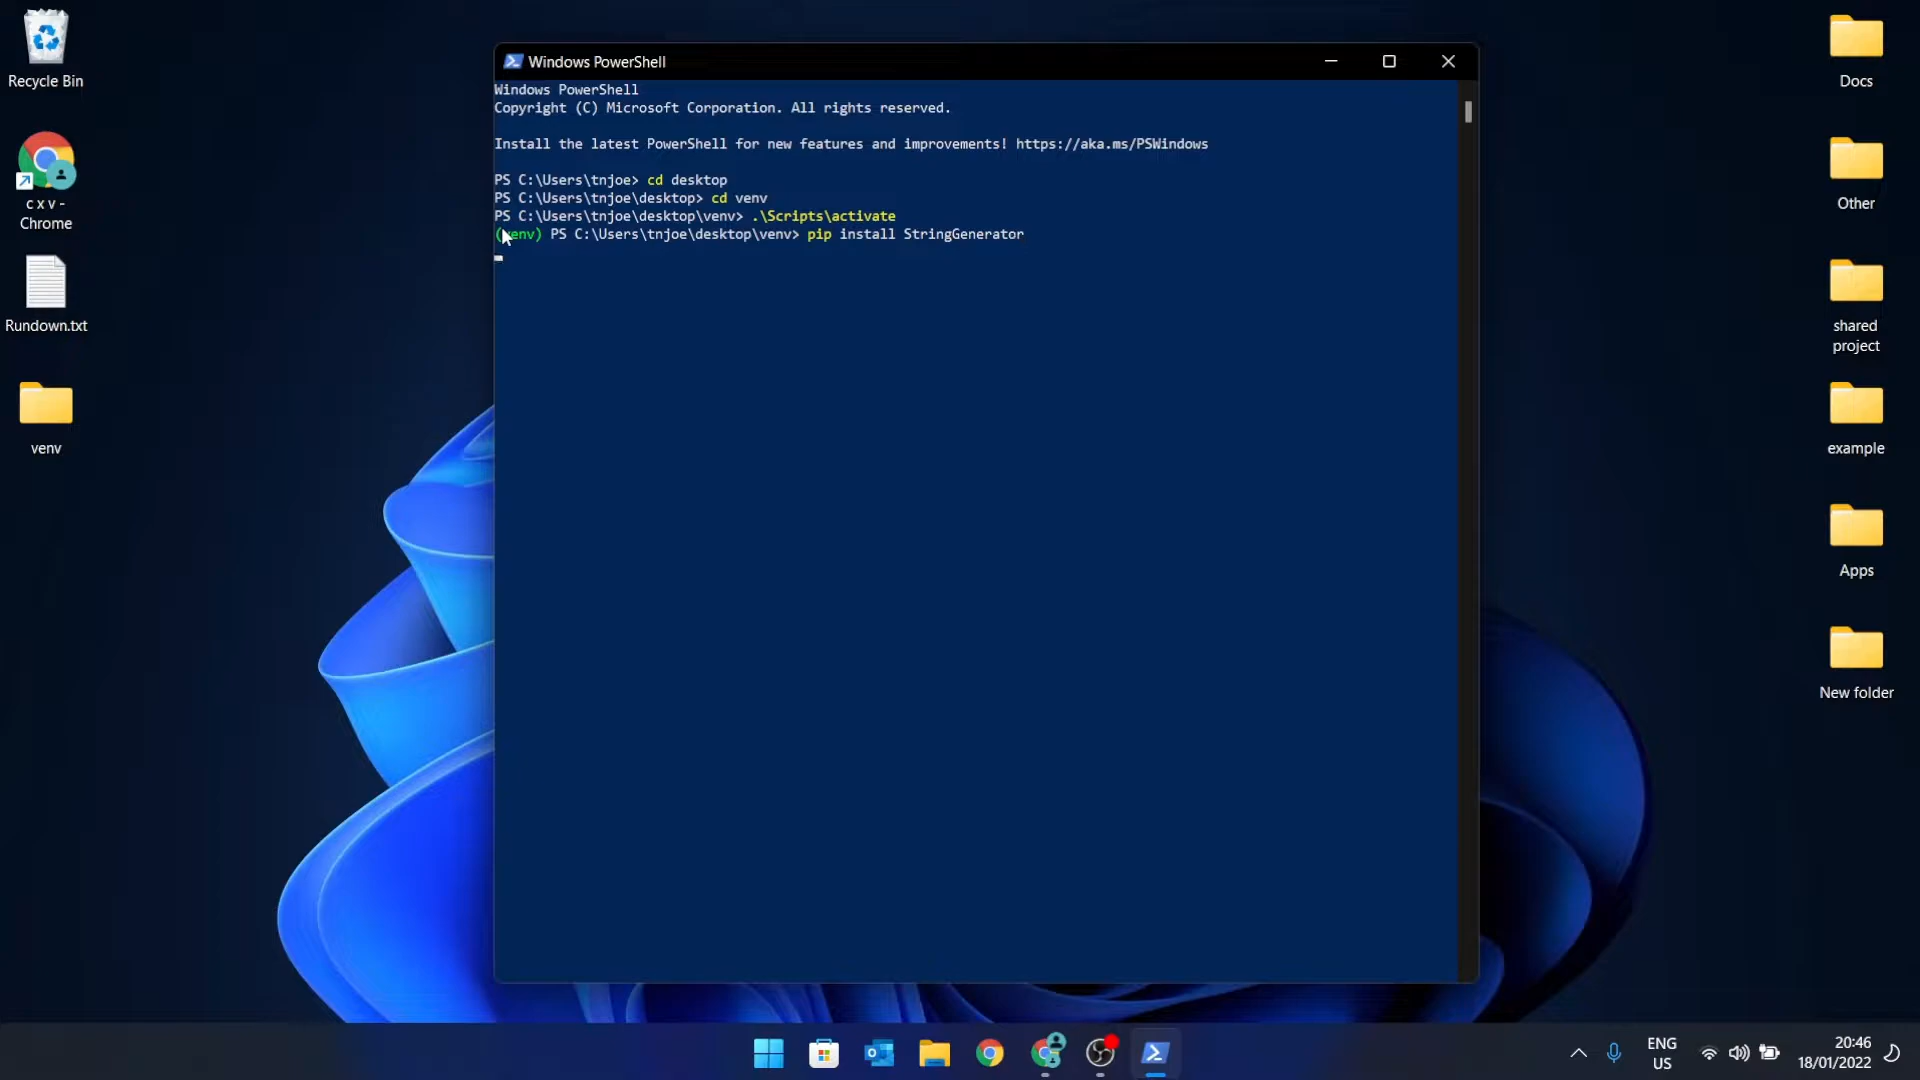 Recycle Bin
c x v -
Chrome
Rundown.txt
venv
Windows PowerShell
Windows PowerShell
Copyright (C) Microsoft Corporation. All rights reserved.
Install the latest PowerShell for new features and improvements! https://aka.ms/PSWindows
PS C:\Users\tnjoe> cd desktop
PS C:\Users\tnjoe\desktop> cd venv
PS C:\Users\tnjoe\desktop\venv> .\Scripts\activate
(venv) PS C:\Users\tnjoe\desktop\venv> pip install StringGenerator
Docs
Other
shared
project
example
Apps
New folder
ENG
US
20:46
18/01/2022